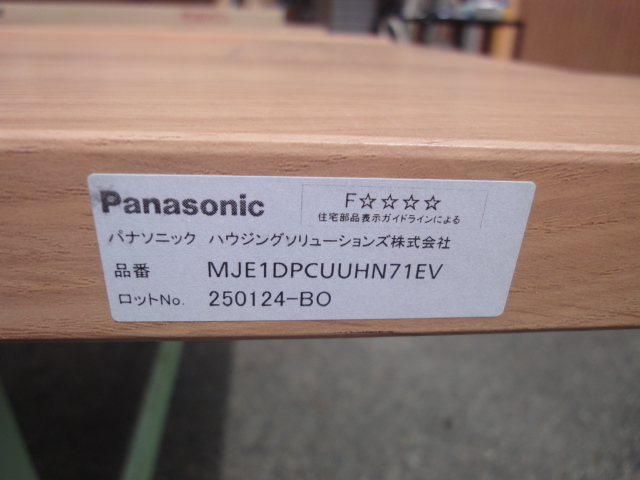 Panasonic
F☆☆☆☆
住宅部品表示ガイドラインによる
パナソニック ハウジングソリューションズ株式会社
品番 MJE1DPCUUHN71EV
ロットNo. 250124-BO